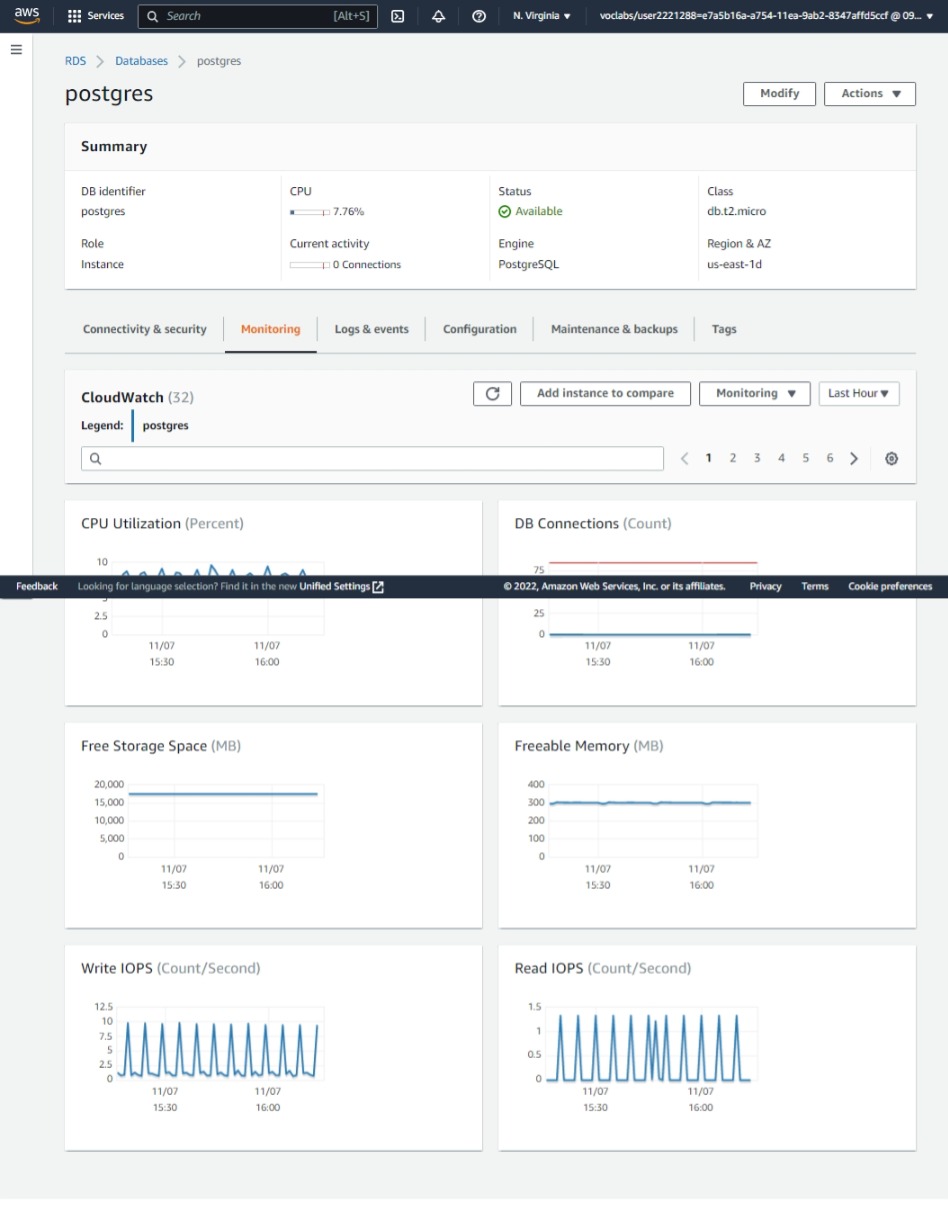 aws
Services
Search [Alt+S]
N. Virginia
voclabs/user2221288=e7a5b16a-a754-11ea-9ab2-8347affd5ccf @ 09...
RDS > Databases > postgres
postgres
Modify
Actions
Summary
DB identifier
postgres
CPU
7.76%
Status
Available
Class
db.t2.micro
Role
Instance
Current activity
0 Connections
Engine
PostgreSQL
Region & AZ
us-east-1d
Connectivity & security
Monitoring
Logs & events
Configuration
Maintenance & backups
Tags
CloudWatch (32)
Add instance to compare
Monitoring
Last Hour
Legend: postgres
1 2 3 4 5 6
CPU Utilization (Percent)
10
2.5
0
11/07
15:30
11/07
16:00
DB Connections (Count)
75
25
0
11/07
15:30
11/07
16:00
Feedback
Looking for language selection? Find it in the new Unified Settings
© 2022, Amazon Web Services, Inc. or its affiliates.
Privacy
Terms
Cookie preferences
Free Storage Space (MB)
20,000
15,000
10,000
5,000
0
11/07
15:30
11/07
16:00
Freeable Memory (MB)
400
300
200
100
0
11/07
15:30
11/07
16:00
Write IOPS (Count/Second)
12.5
10
7.5
5
2.5
0
11/07
15:30
11/07
16:00
Read IOPS (Count/Second)
1.5
1
0.5
0
11/07
15:30
11/07
16:00